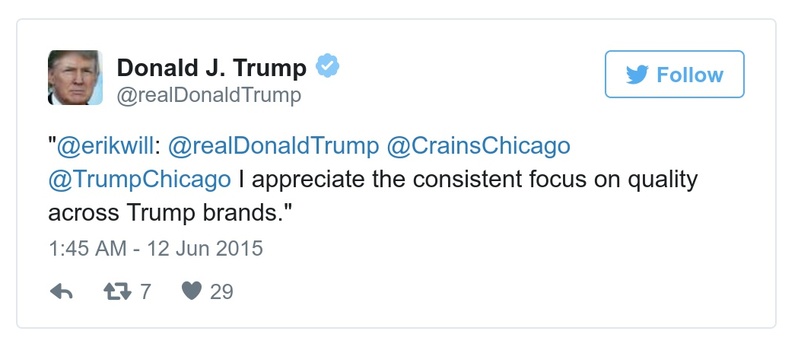 Donald J. Trump
@realDonaldTrump
Follow
"@erikwill: @realDonaldTrump @CrainsChicago
@TrumpChicago I appreciate the consistent focus on quality
across Trump brands."
1:45 AM - 12 Jun 2015
7 29